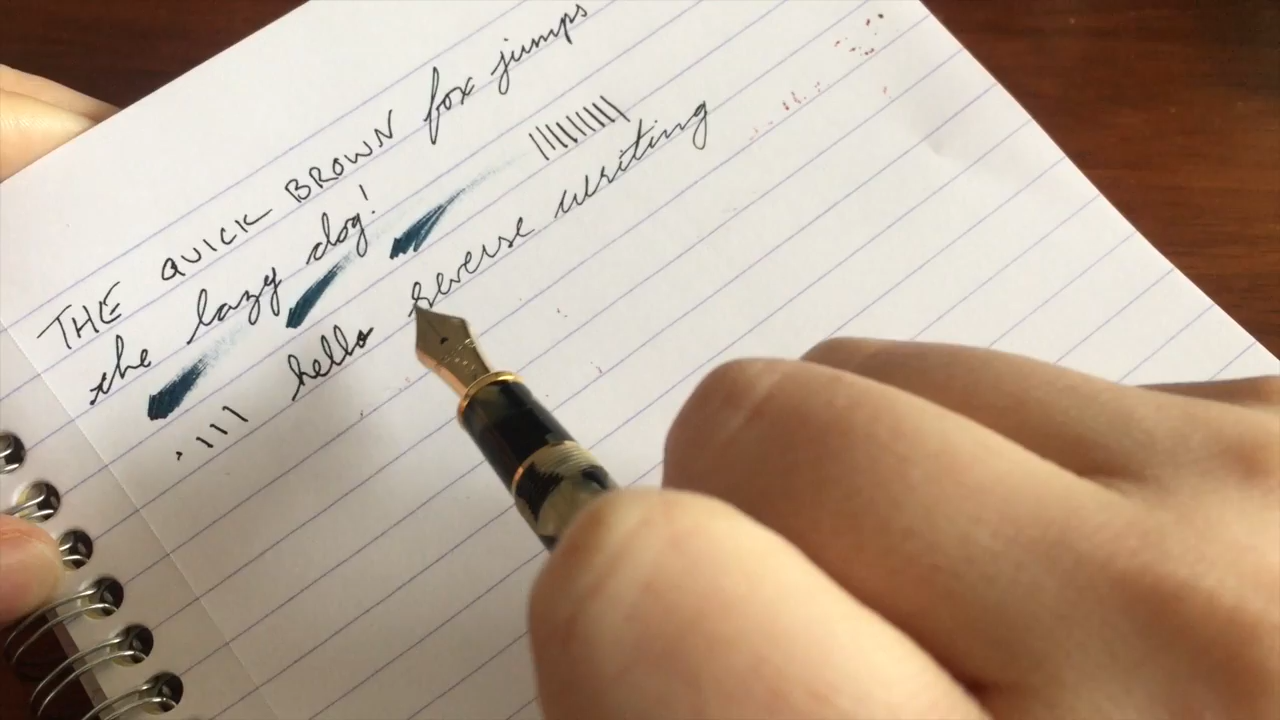 THE QUICK BROWN fox jumps
the lazy dog!
hello reverse writing